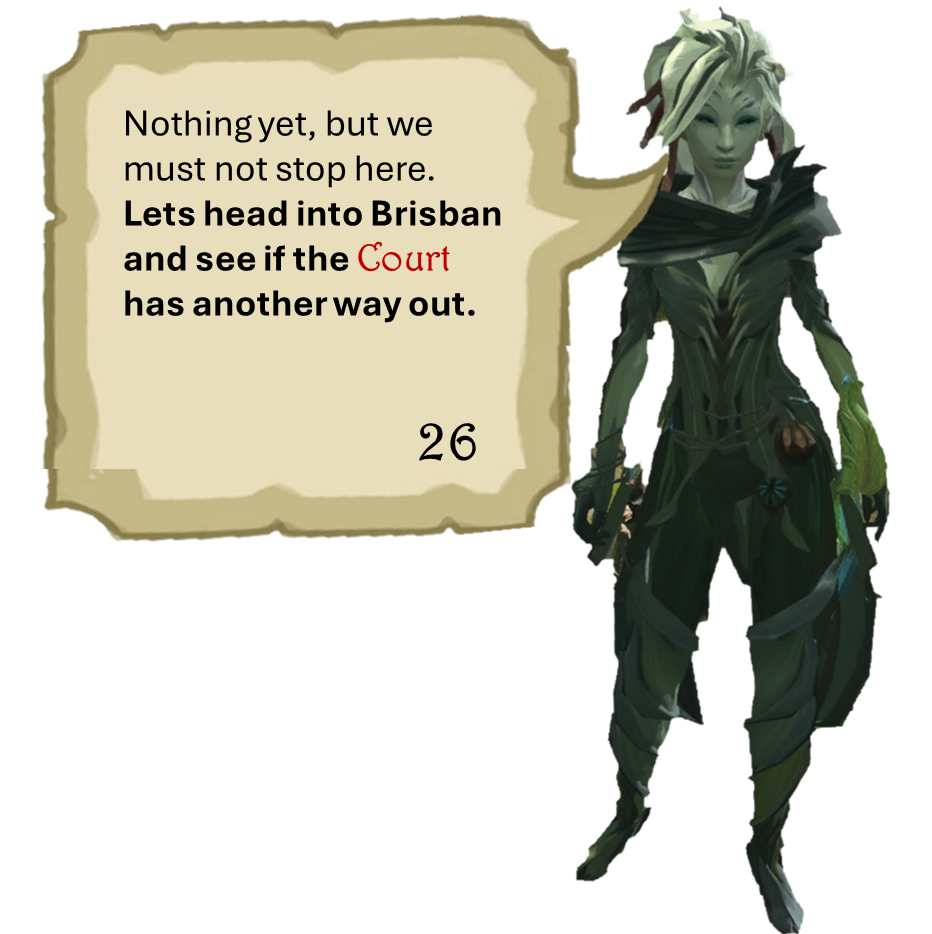 Nothing yet, but we
must not stop here.
Lets head into Brisban
and see if the Court
has another way out.
26